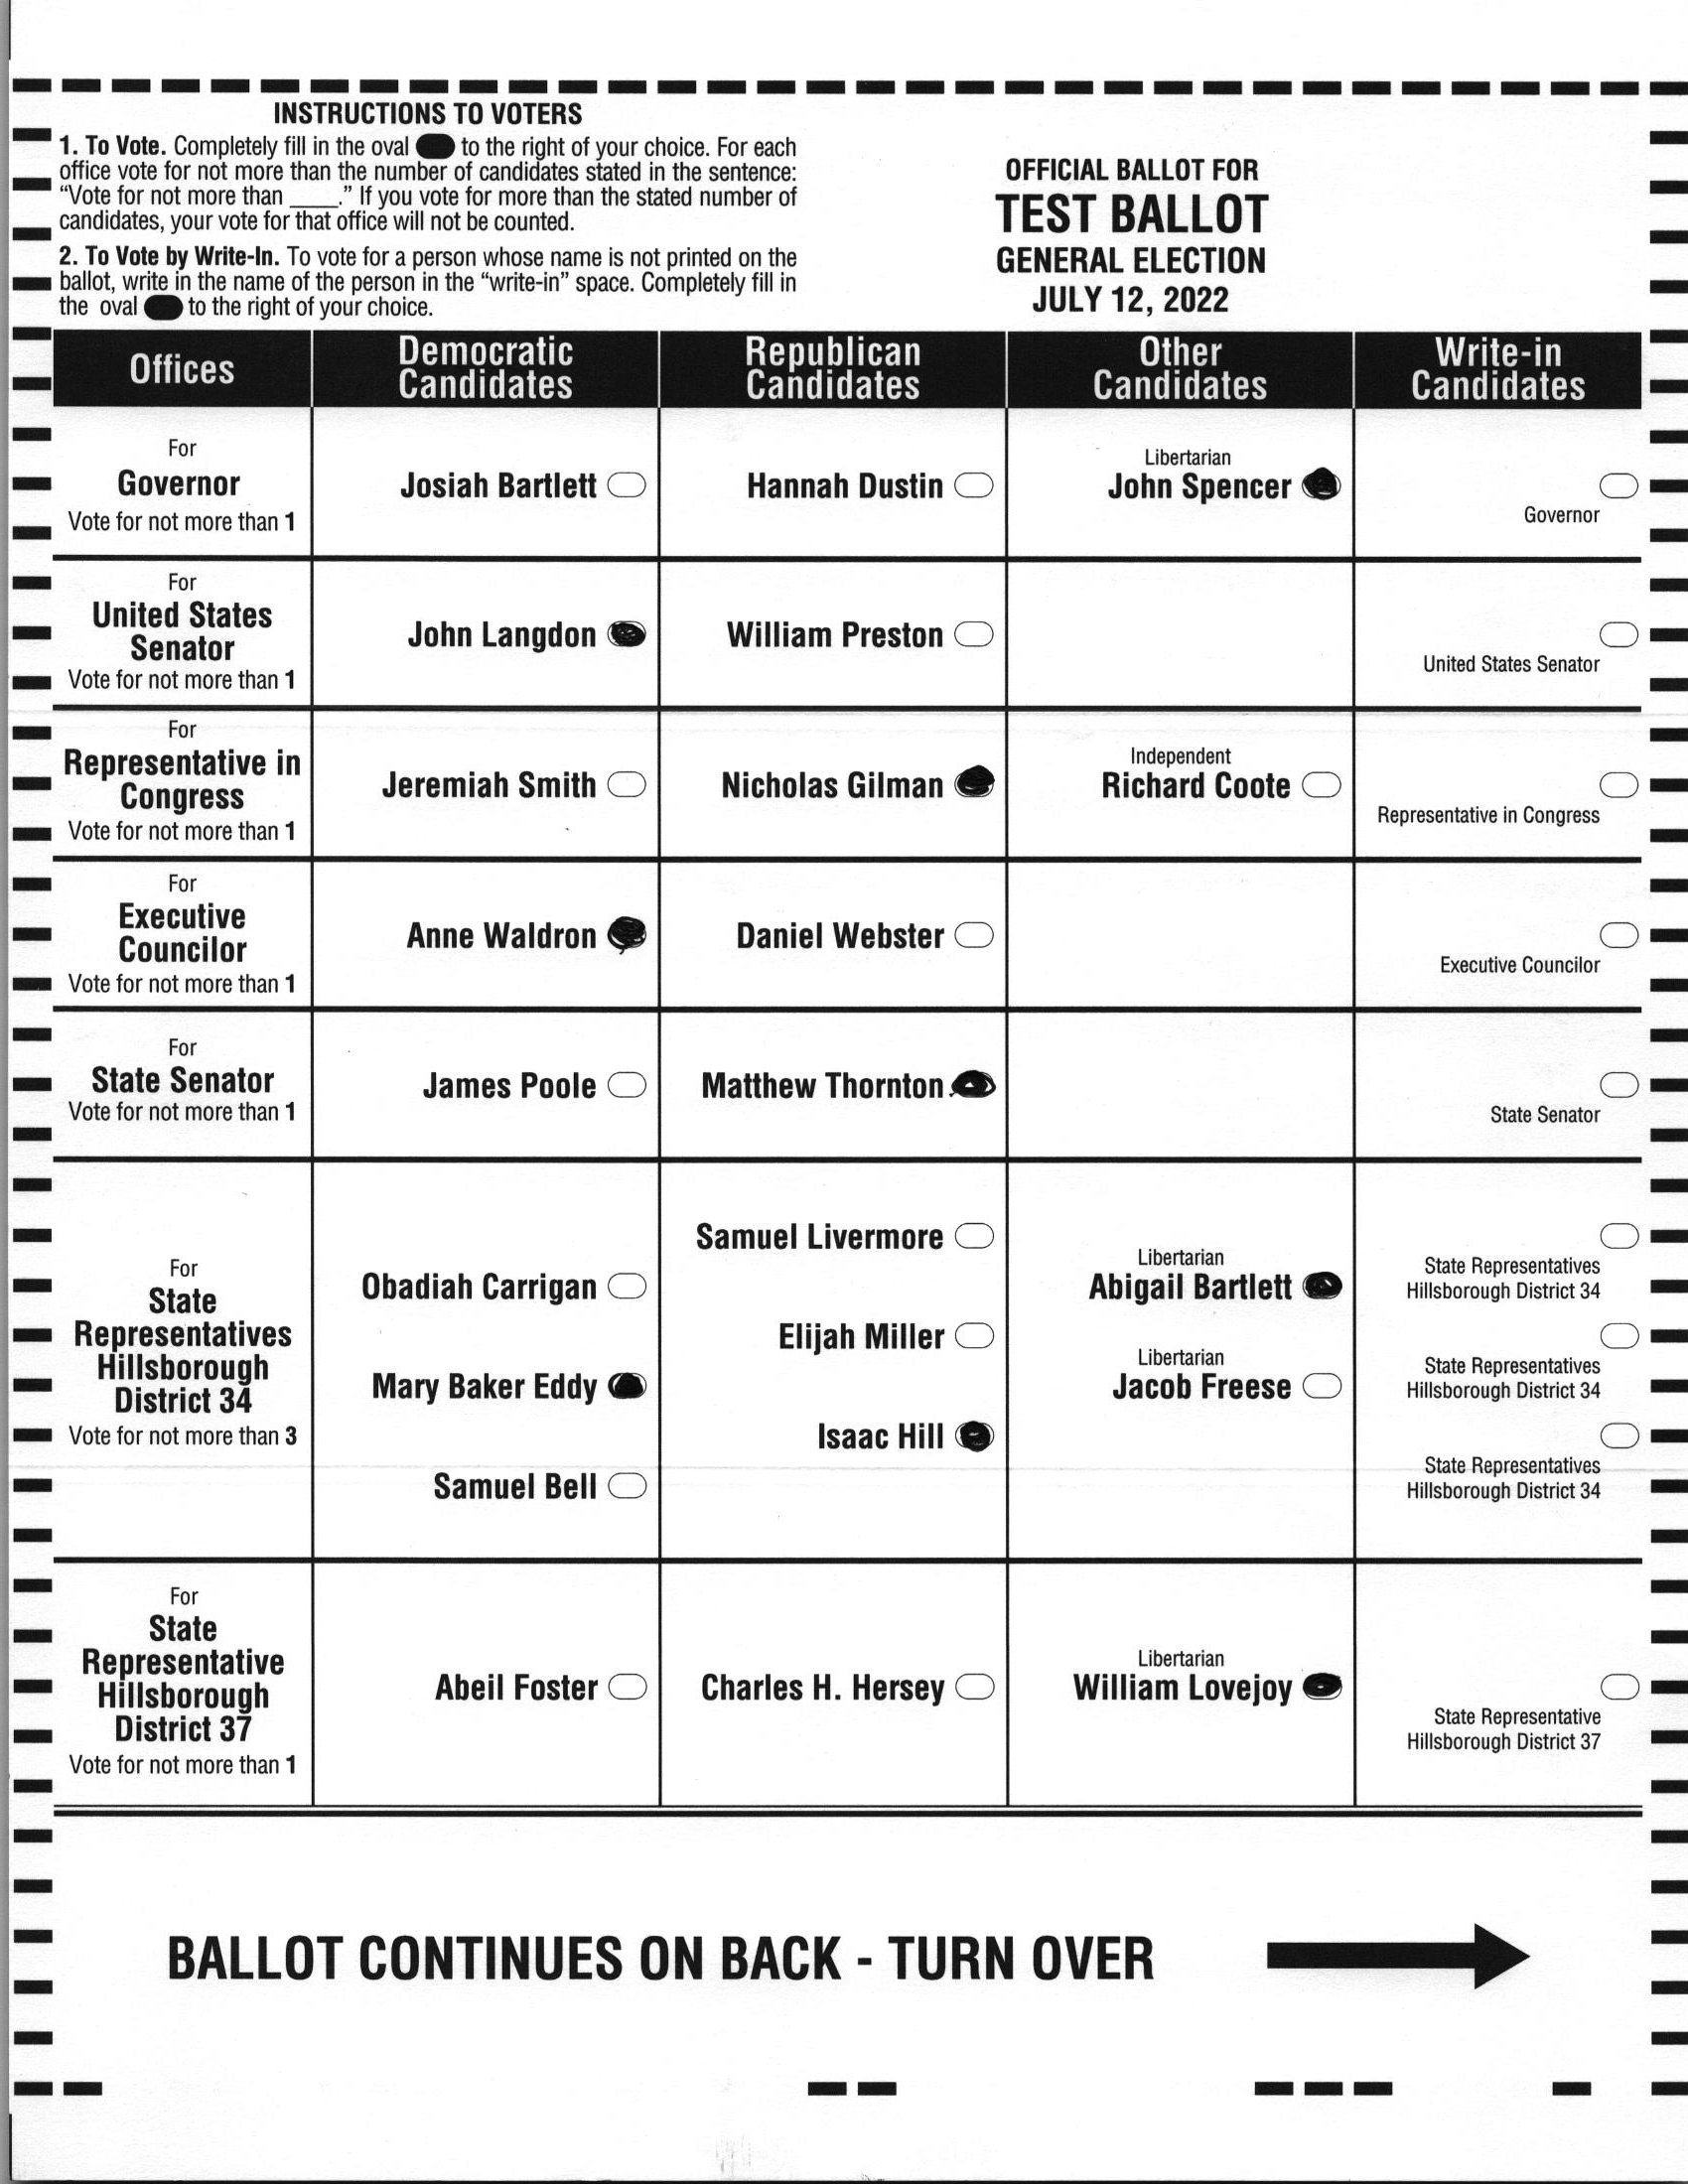 INSTRUCTIONS TO VOTERS
1. To Vote. Completely fill in the oval to the right of your choice. For each
office vote for not more than the number of candidates stated in the sentence:
“Vote for not more than ____.” If you vote for more than the stated number of
candidates, your vote for that office will not be counted.
2. To Vote by Write-In. To vote for a person whose name is not printed on the
ballot, write in the name of the person in the “write-in” space. Completely fill in
the oval to the right of your choice.
OFFICIAL BALLOT FOR
TEST BALLOT
GENERAL ELECTION
JULY 12, 2022
Offices
Democratic
Candidates
Republican
Candidates
Other
Candidates
Write-in
Candidates
For
Governor
Vote for not more than 1
Josiah Bartlett
Hannah Dustin
Libertarian
John Spencer
Governor
For
United States
Senator
Vote for not more than 1
John Langdon
William Preston
United States Senator
For
Representative in
Congress
Vote for not more than 1
Jeremiah Smith
Nicholas Gilman
Independent
Richard Coote
Representative in Congress
For
Executive
Councilor
Vote for not more than 1
Anne Waldron
Daniel Webster
Executive Councilor
For
State Senator
Vote for not more than 1
James Poole
Matthew Thornton
State Senator
For
State
Representatives
Hillsborough
District 34
Vote for not more than 3
Obadiah Carrigan
Mary Baker Eddy
Samuel Bell
Samuel Livermore
Elijah Miller
Isaac Hill
Libertarian
Abigail Bartlett
Libertarian
Jacob Freese
State Representatives
Hillsborough District 34
State Representatives
Hillsborough District 34
State Representatives
Hillsborough District 34
For
State
Representative
Hillsborough
District 37
Vote for not more than 1
Abeil Foster
Charles H. Hersey
Libertarian
William Lovejoy
State Representative
Hillsborough District 37
BALLOT CONTINUES ON BACK - TURN OVER